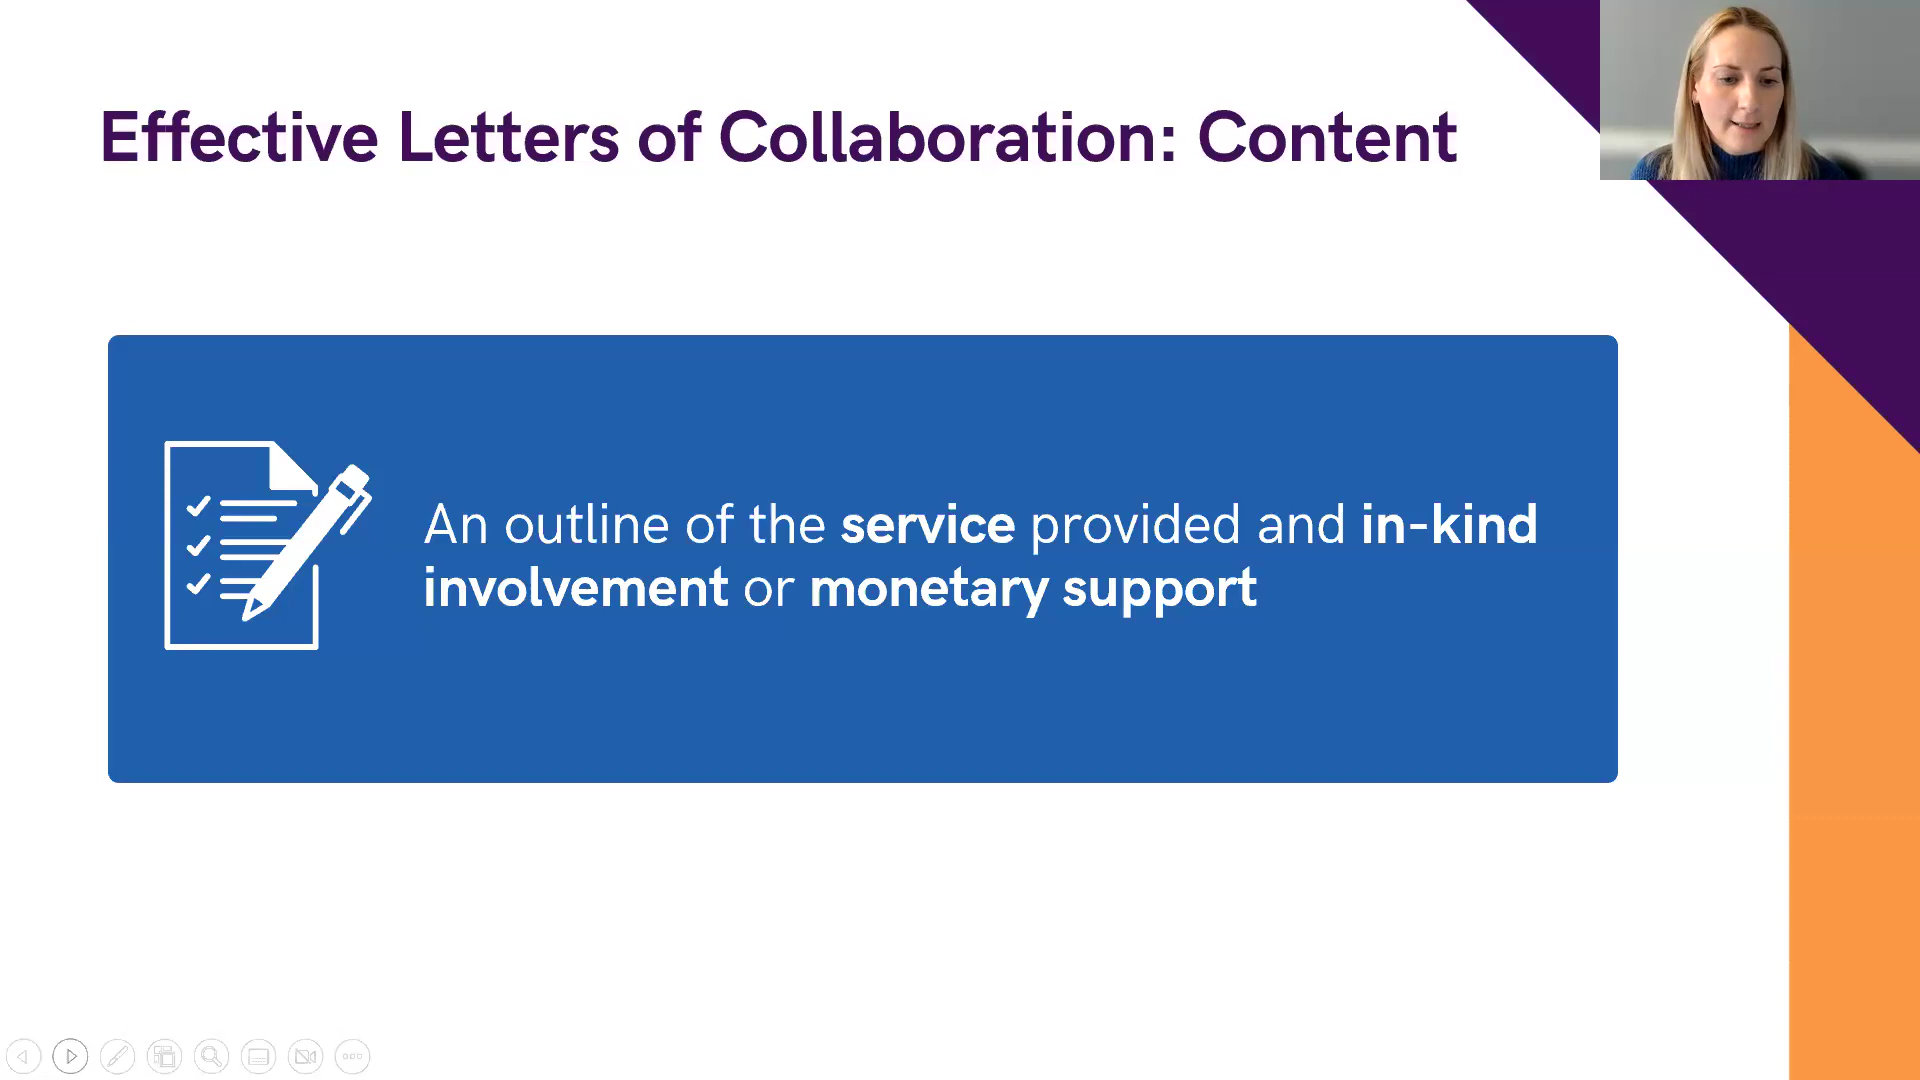 Effective Letters of Collaboration: Content
An outline of the service provided and in-kind
involvement or monetary support